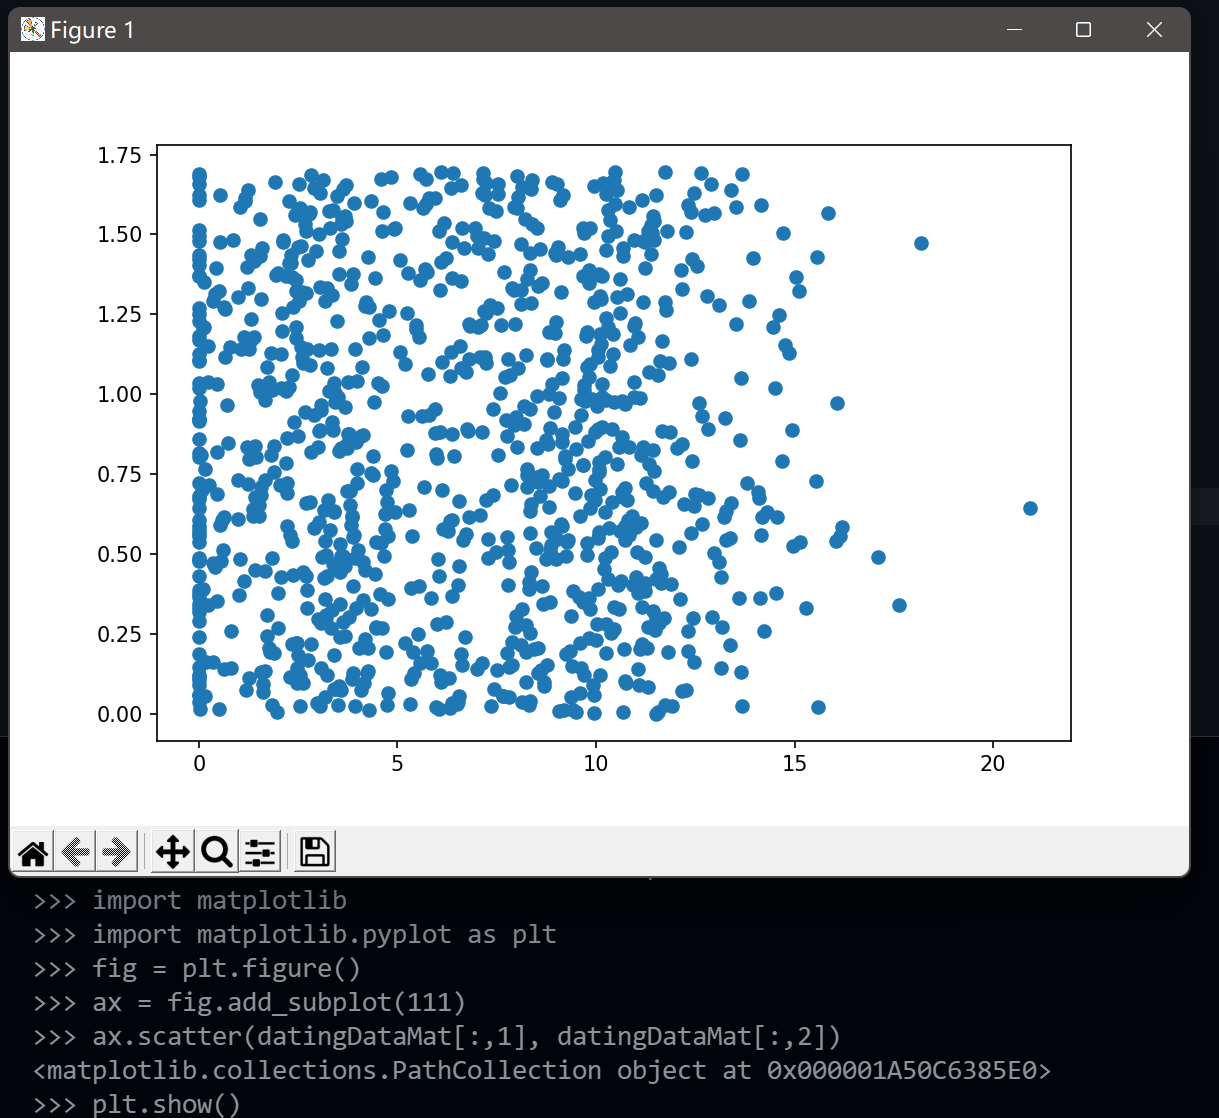 Figure 1
1.75
1.50
1.25
1.00
0.75
0.50
0.25
0.00
0 5 10 15 20
>>> import matplotlib
>>> import matplotlib.pyplot as plt
>>> fig = plt.figure()
>>> ax = fig.add_subplot(111)
>>> ax.scatter(datingDataMat[:,1], datingDataMat[:,2])
<matplotlib.collections.PathCollection object at 0x000001A50C6385E0>
>>> plt.show()